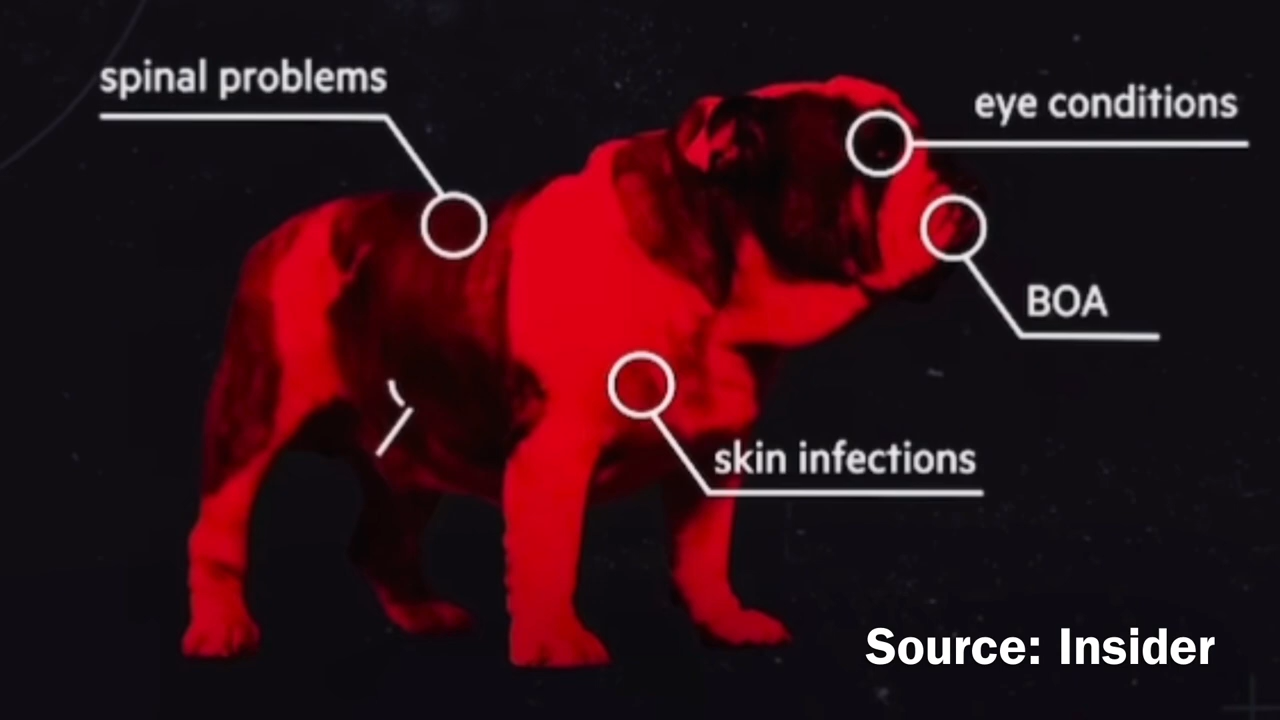 spinal problems
eye conditions
BOA
skin infections
Source: Insider